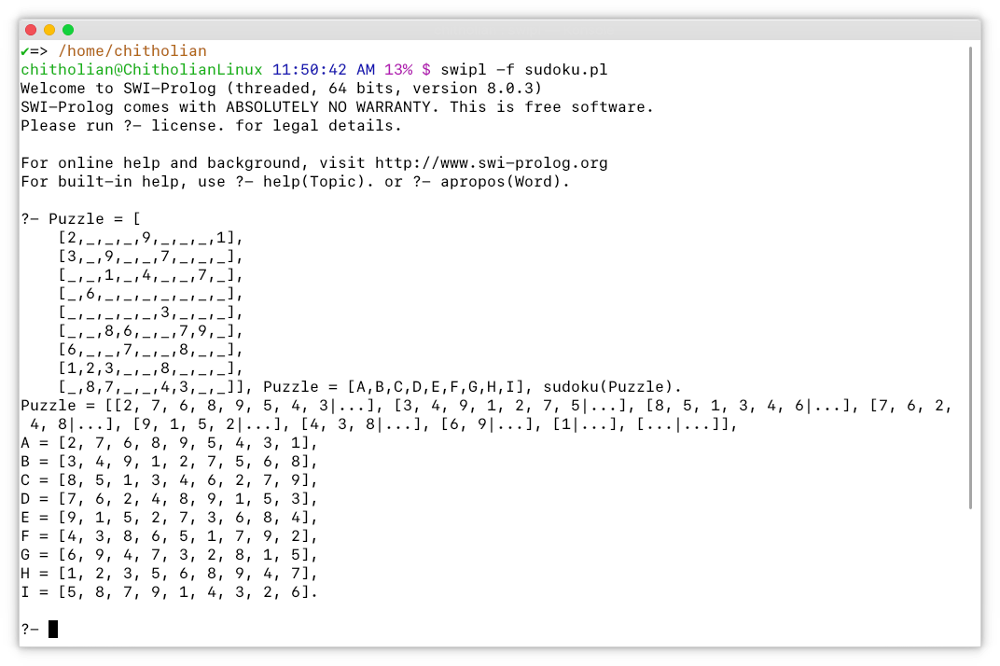 ✔=> /home/chitholian
chitholian@ChitholianLinux 11:50:42 AM 13% $ swipl -f sudoku.pl
Welcome to SWI-Prolog (threaded, 64 bits, version 8.0.3)
SWI-Prolog comes with ABSOLUTELY NO WARRANTY. This is free software.
Please run ?- license. for legal details.

For online help and background, visit http://www.swi-prolog.org
For built-in help, use ?- help(Topic). or ?- apropos(Word).

?- Puzzle = [
    [2,_,_,_,9,_,_,_,1],
    [3,_,9,_,_,7,_,_,_],
    [_,_,1,_,4,_,_,7,_],
    [_,6,_,_,_,_,_,_,_],
    [_,_,_,_,_,3,_,_,_],
    [_,_,8,6,_,_,7,9,_],
    [6,_,_,7,_,_,8,_,_],
    [1,2,3,_,_,8,_,_,_],
    [_,8,7,_,_,4,3,_,_]], Puzzle = [A,B,C,D,E,F,G,H,I], sudoku(Puzzle).
Puzzle = [[2, 7, 6, 8, 9, 5, 4, 3|...], [3, 4, 9, 1, 2, 7, 5|...], [8, 5, 1, 3, 4, 6|...], [7, 6, 2,
 4, 8|...], [9, 1, 5, 2|...], [4, 3, 8|...], [6, 9|...], [1|...], [...|...]],
A = [2, 7, 6, 8, 9, 5, 4, 3, 1],
B = [3, 4, 9, 1, 2, 7, 5, 6, 8],
C = [8, 5, 1, 3, 4, 6, 2, 7, 9],
D = [7, 6, 2, 4, 8, 9, 1, 5, 3],
E = [9, 1, 5, 2, 7, 3, 6, 8, 4],
F = [4, 3, 8, 6, 5, 1, 7, 9, 2],
G = [6, 9, 4, 7, 3, 2, 8, 1, 5],
H = [1, 2, 3, 5, 6, 8, 9, 4, 7],
I = [5, 8, 7, 9, 1, 4, 3, 2, 6].

?-